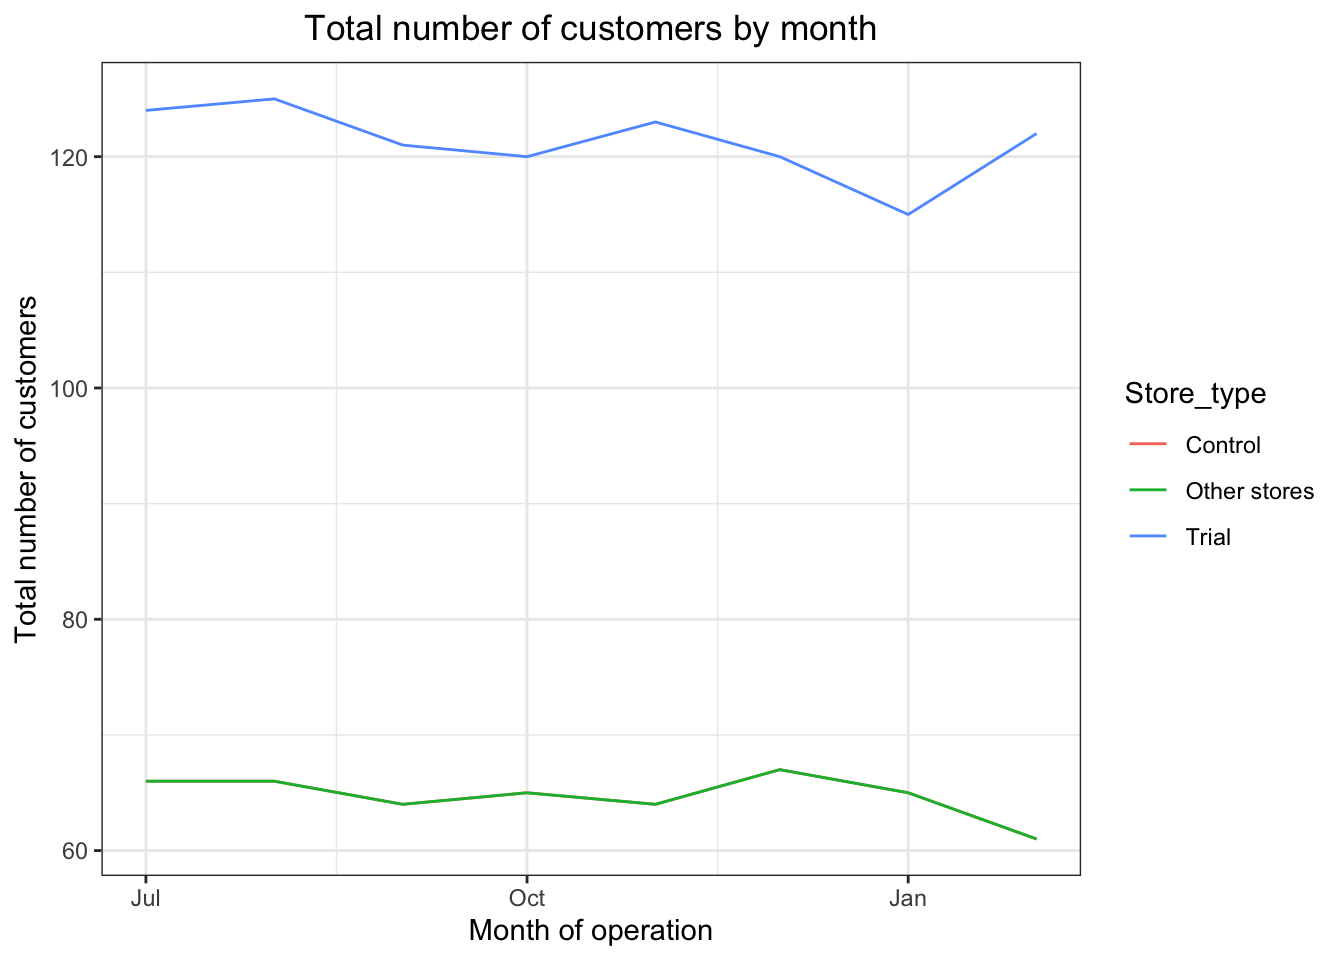 Total number of customers by month
Total number of customers
120
100
80
60
Jul
Oct
Jan
Month of operation
Store_type
Control
Other stores
Trial